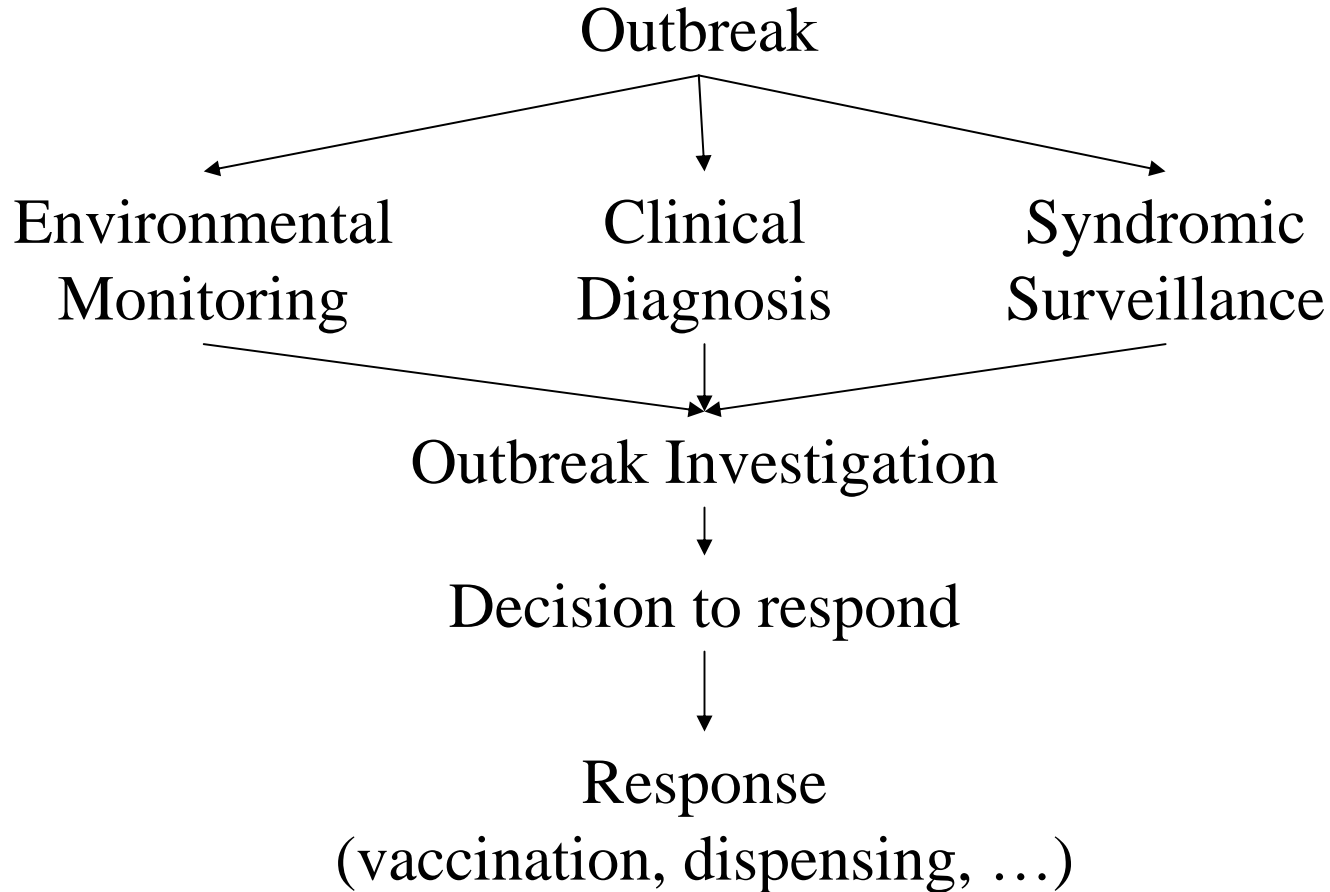 Outbreak
Environmental
Monitoring
Clinical
Diagnosis
Syndromic
Surveillance
Outbreak Investigation
Decision to respond
Response
(vaccination, dispensing, …)